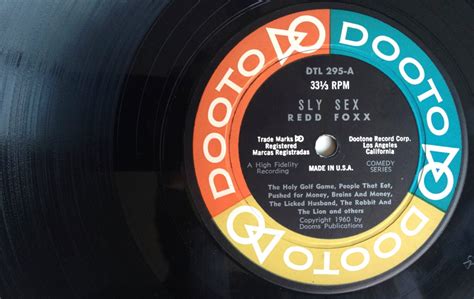 DOOTO
DOOTO
DOOTO
DOOTO
DTL 295-A
33⅓ RPM
SLY SEX
REDD FOXX
Trade Marks DO
Registered
Marcas Registradas
Dootone Record Corp.
Los Angeles
California
A High Fidelity
Recording
MADE IN U.S.A.
COMEDY
SERIES
The Holy Golf Game, People That Eat,
Pushed for Money, Brains And Money,
The Licked Husband, The Rabbit And
The Lion and others
Copyright 1960 by
Dooms Publications